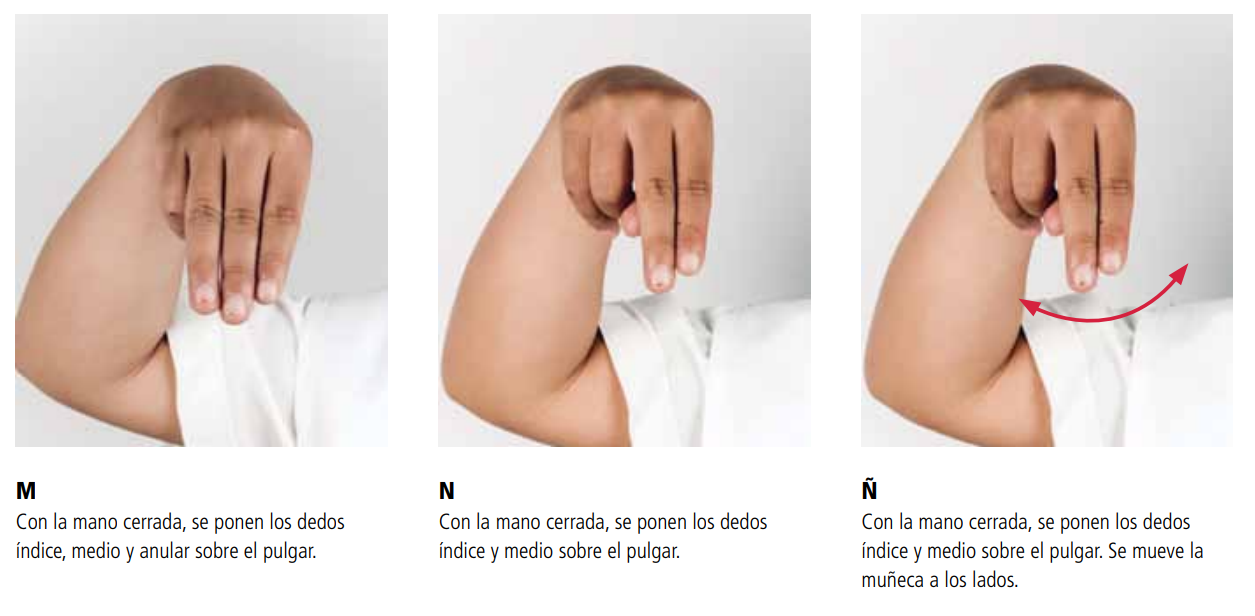 M
Con la mano cerrada, se ponen los dedos
índice, medio y anular sobre el pulgar.
N
Con la mano cerrada, se ponen los dedos
índice y medio sobre el pulgar.
Ñ
Con la mano cerrada, se ponen los dedos
índice y medio sobre el pulgar. Se mueve la
muñeca a los lados.